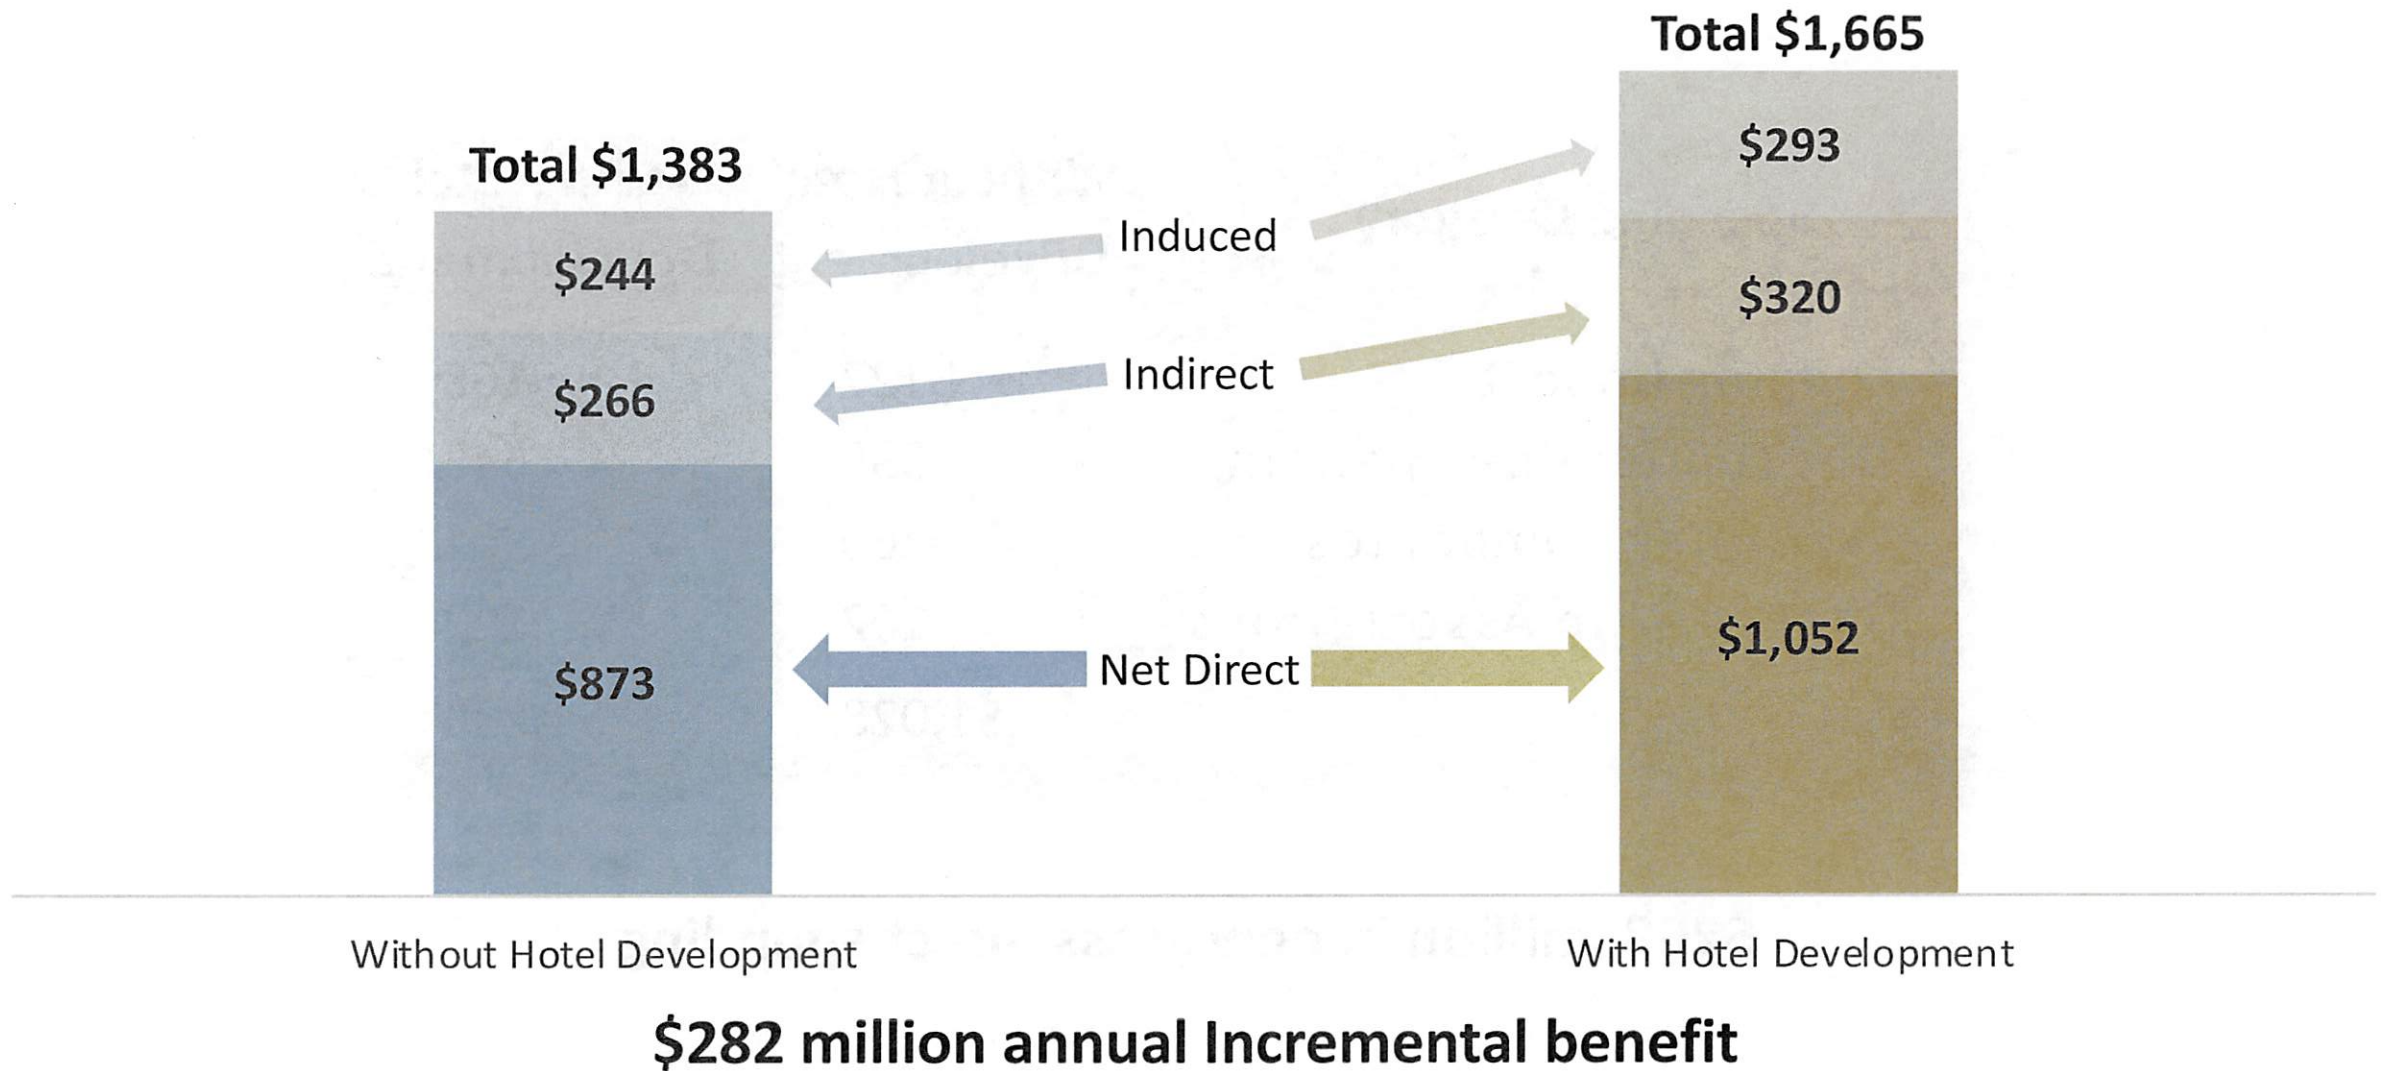 Total $1,665
Total $1,383
$293
$244
Induced
$320
Indirect
$266
$1,052
Net Direct
$873
Without Hotel Development
With Hotel Development
$282 million annual Incremental benefit